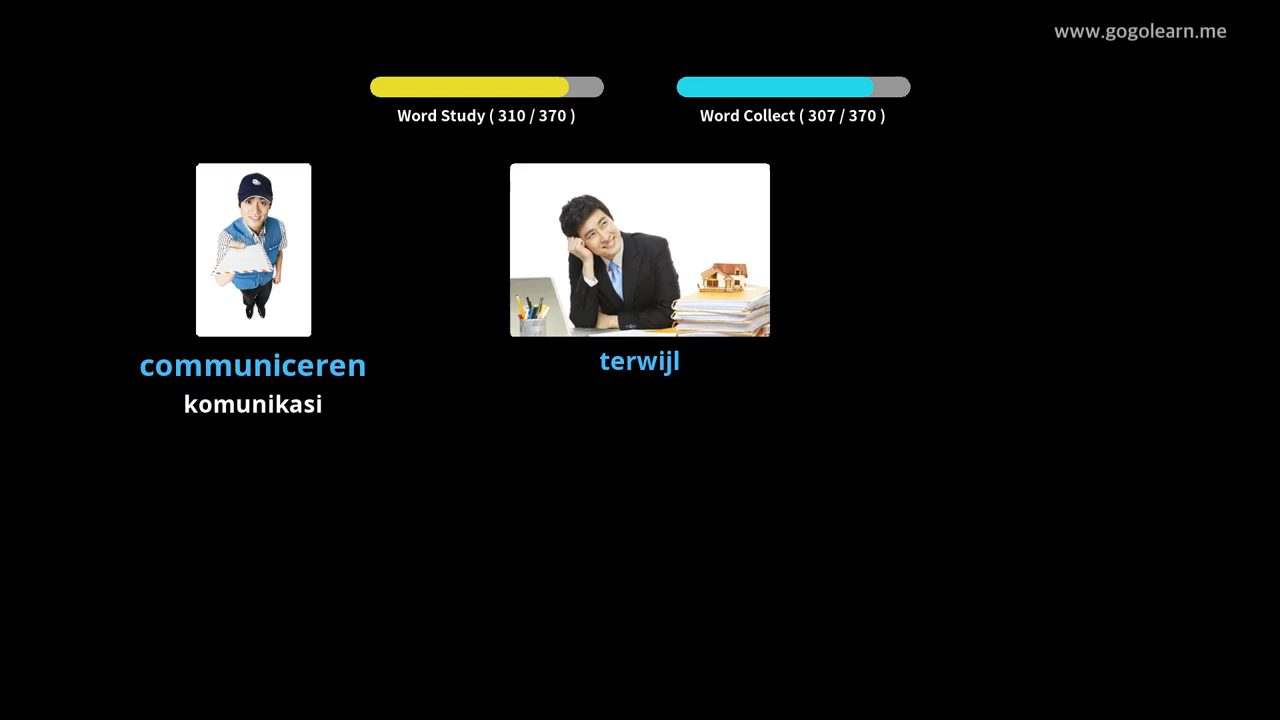 www.gogolearn.me
Word Study ( 310 / 370 )
Word Collect ( 307 / 370 )
communiceren
komunikasi
terwijl